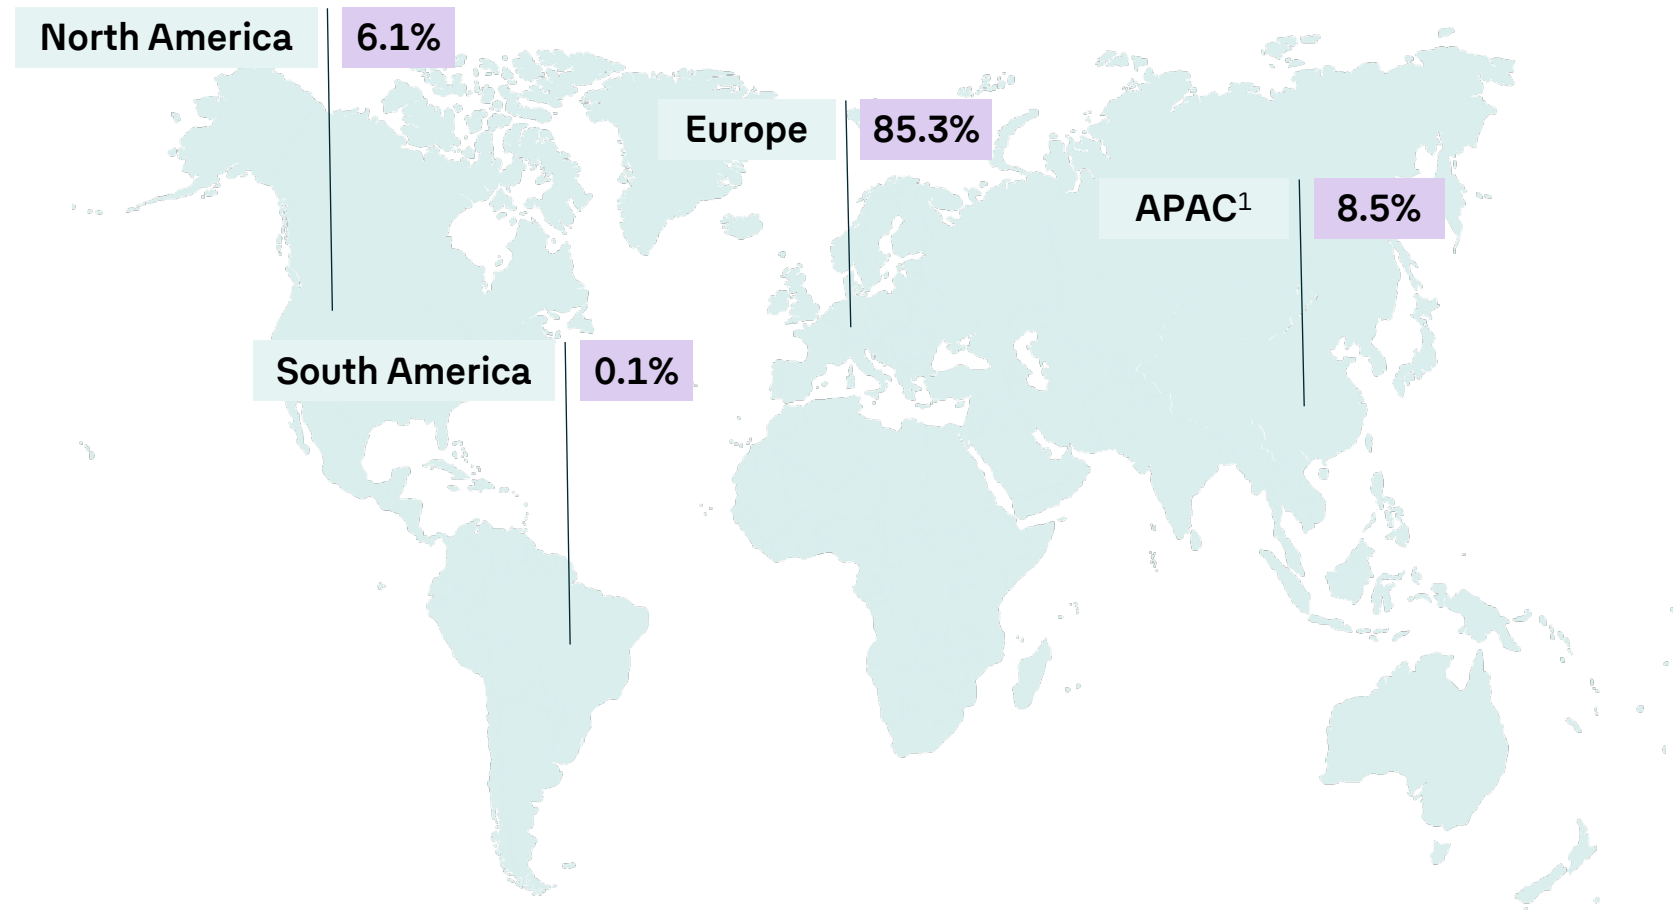 North America 6.1%
Europe 85.3%
APAC¹ 8.5%
South America 0.1%